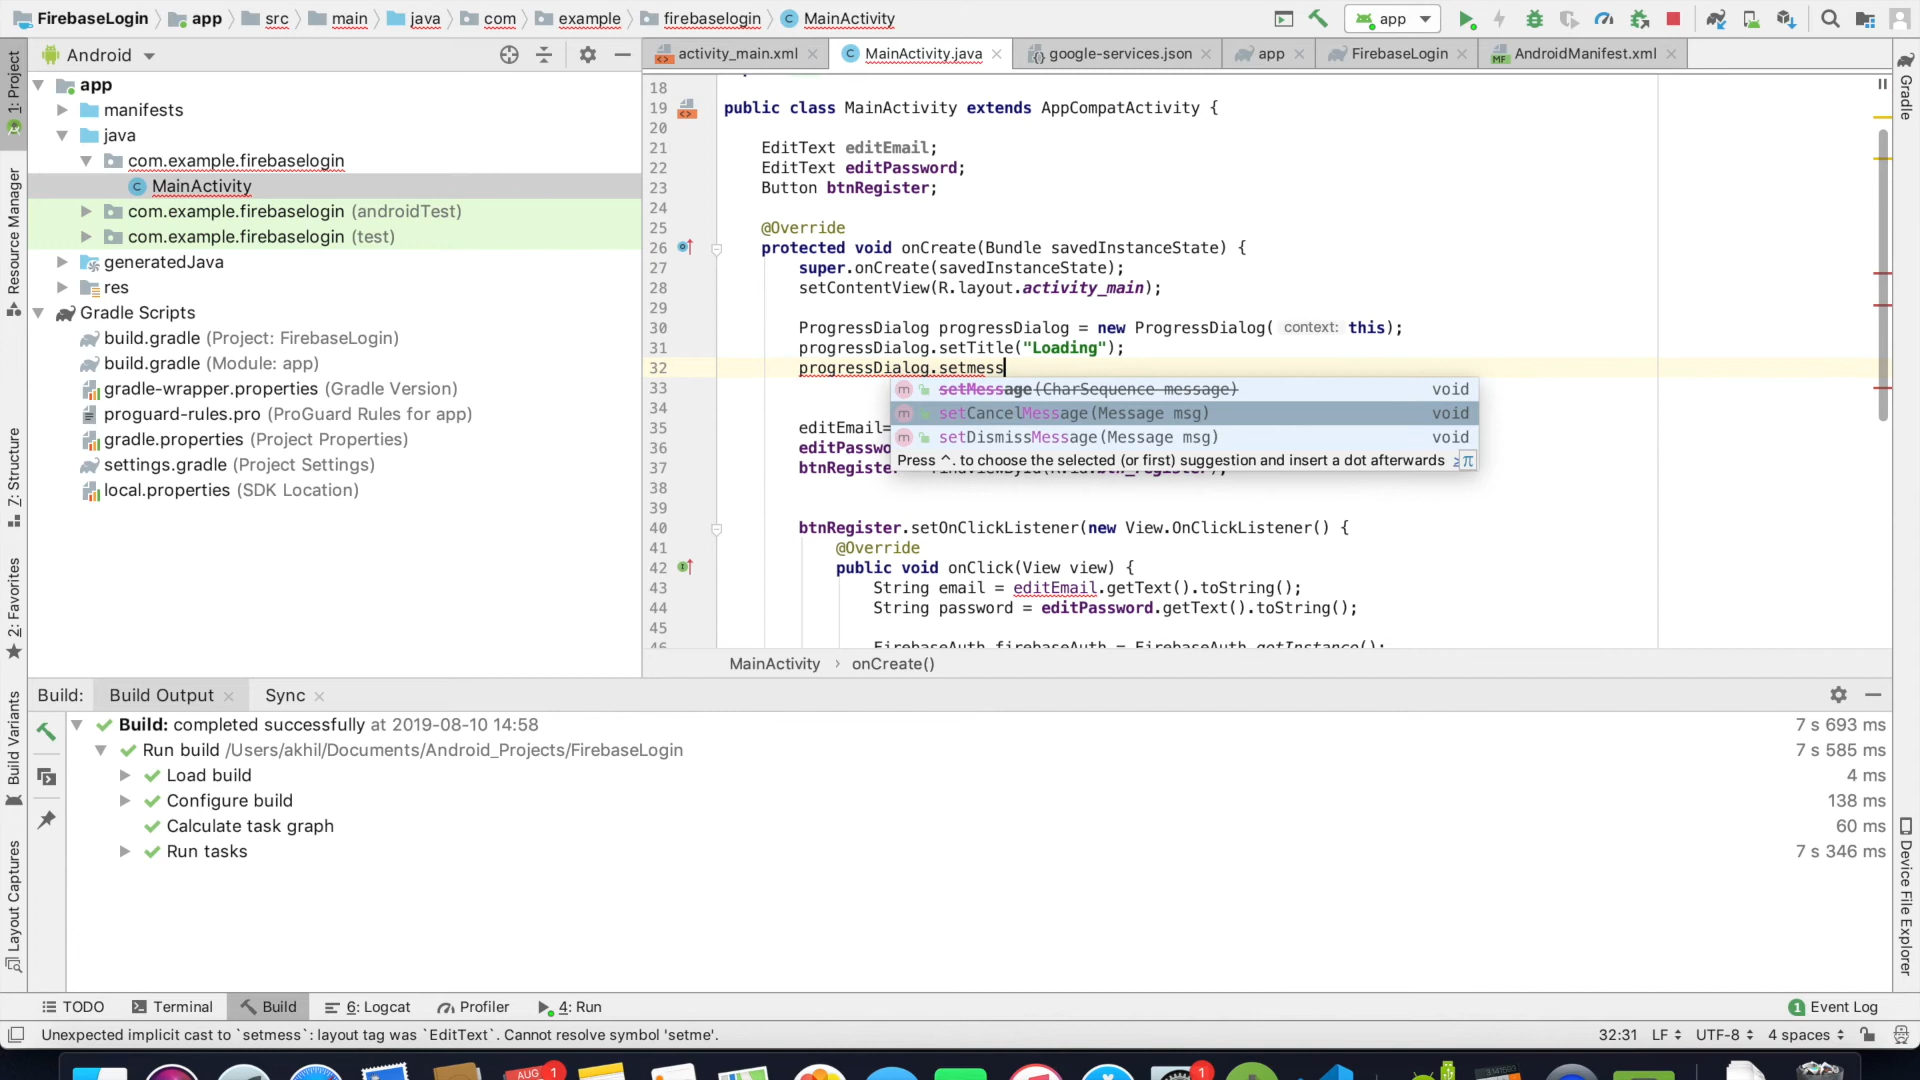 FirebaseLogin app src main java com example firebaselogin MainActivity app
Android
activity_main.xml MainActivity.java google-services.json app FirebaseLogin AndroidManifest.xml
1: Project
Resource Manager
7: Structure
2: Favorites
Build Variants
Layout Captures
app
manifests
java
com.example.firebaselogin
MainActivity
com.example.firebaselogin (androidTest)
com.example.firebaselogin (test)
generatedJava
res
Gradle Scripts
build.gradle (Project: FirebaseLogin)
build.gradle (Module: app)
gradle-wrapper.properties (Gradle Version)
proguard-rules.pro (ProGuard Rules for app)
gradle.properties (Project Properties)
settings.gradle (Project Settings)
local.properties (SDK Location)
18
19 public class MainActivity extends AppCompatActivity {
20
21 EditText editEmail;
22 EditText editPassword;
23 Button btnRegister;
24
25 @Override
26 protected void onCreate(Bundle savedInstanceState) {
27 super.onCreate(savedInstanceState);
28 setContentView(R.layout.activity_main);
29
30 ProgressDialog progressDialog = new ProgressDialog( context: this);
31 progressDialog.setTitle("Loading");
32 progressDialog.setmess
33
34
35 editEmail=
36 editPasswo
37 btnRegister
38
39
40 btnRegister.setOnClickListener(new View.OnClickListener() {
41 @Override
42 public void onClick(View view) {
43 String email = editEmail.getText().toString();
44 String password = editPassword.getText().toString();
45
46 FirebaseAuth firebaseAuth = FirebaseAuth.getInstance();
setMessage(CharSequence message) void
setCancelMessage(Message msg) void
setDismissMessage(Message msg) void
Press ^. to choose the selected (or first) suggestion and insert a dot afterwards ≥ π
MainActivity › onCreate()
Gradle
Device File Explorer
Build: Build Output Sync
Build: completed successfully at 2019-08-10 14:58 7 s 693 ms
Run build /Users/akhil/Documents/Android_Projects/FirebaseLogin 7 s 585 ms
Load build 4 ms
Configure build 138 ms
Calculate task graph 60 ms
Run tasks 7 s 346 ms
TODO Terminal Build 6: Logcat Profiler 4: Run 1 Event Log
Unexpected implicit cast to `setmess`: layout tag was `EditText`. Cannot resolve symbol 'setme'. 32:31 LF UTF-8 4 spaces
AUG 1 1